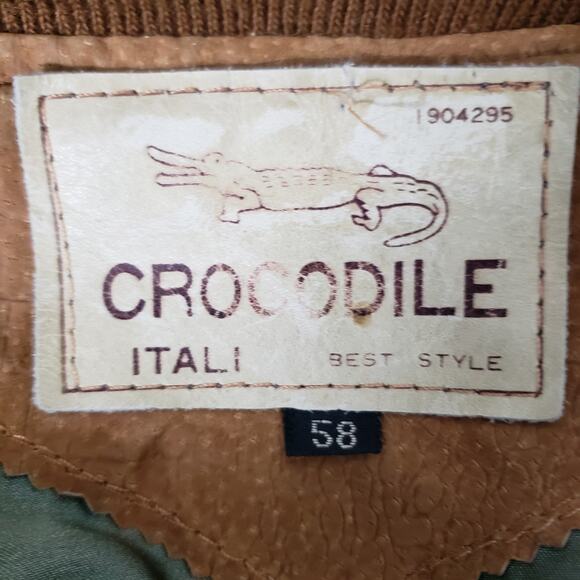 1904295
CROCODILE
ITALI BEST STYLE
58